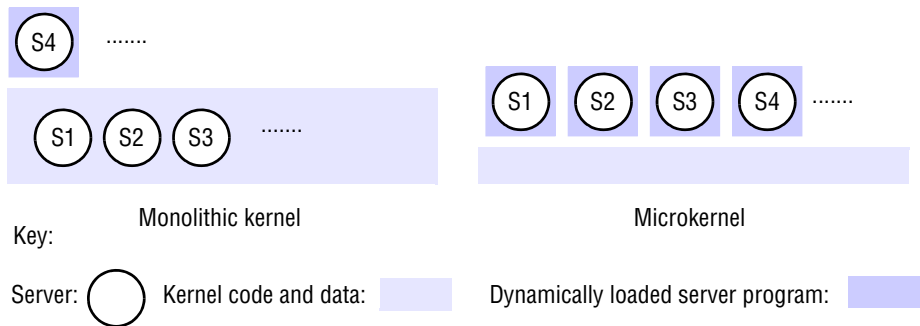 S4 .......
S1 S2 S3 .......
S1 S2 S3 S4 .......
Monolithic kernel
Microkernel
Key:
Server: Kernel code and data: Dynamically loaded server program: